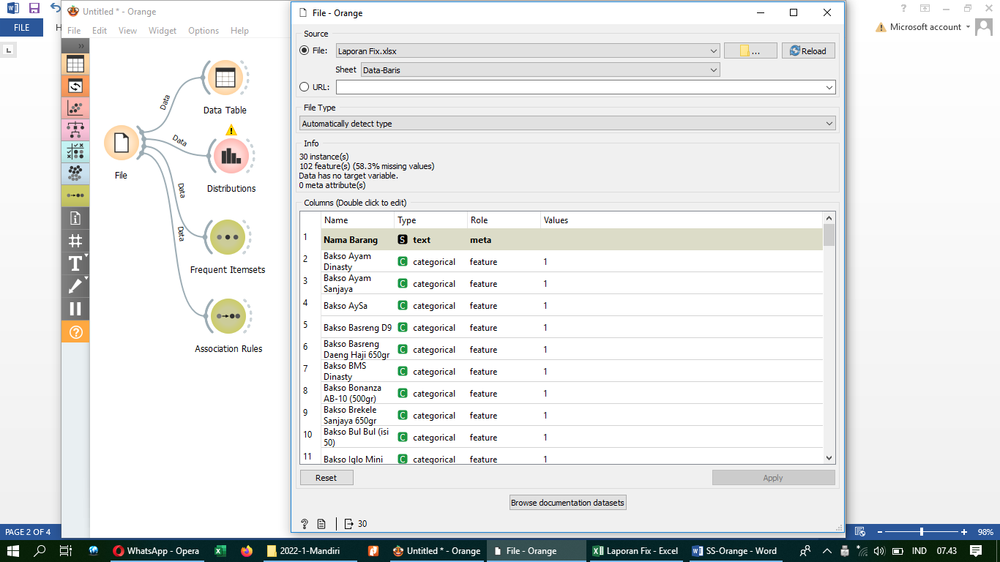 FILE
H
Untitled * - Orange
File Edit View Widget Options Help
Data
Data Table
Data
Distributions
File
Data
Frequent Itemsets
Data
Association Rules
File - Orange
Source
File: Laporan Fix.xlsx ... Reload
Sheet Data-Baris
URL:
File Type
Automatically detect type
Info
30 instance(s)
102 feature(s) (58.3% missing values)
Data has no target variable.
0 meta attribute(s)
Columns (Double click to edit)
Name Type Role Values
1 Nama Barang S text meta
2 Bakso Ayam Dinasty C categorical feature 1
3 Bakso Ayam Sanjaya C categorical feature 1
4 Bakso AySa C categorical feature 1
5 Bakso Basreng D9 C categorical feature 1
6 Bakso Basreng Daeng Haji 650gr C categorical feature 1
7 Bakso BMS Dinasty C categorical feature 1
8 Bakso Bonanza AB-10 (500gr) C categorical feature 1
9 Bakso Brekele Sanjaya 650gr C categorical feature 1
10 Bakso Bul Bul (isi 50) C categorical feature 1
11 Bakso Iglo Mini C categorical feature 1
Reset Apply
Browse documentation datasets
? 30
? Microsoft account
PAGE 2 OF 4
98%
WhatsApp - Opera
2022-1-Mandiri
Untitled * - Orange
File - Orange
Laporan Fix - Excel
SS-Orange - Word
IND 07.43